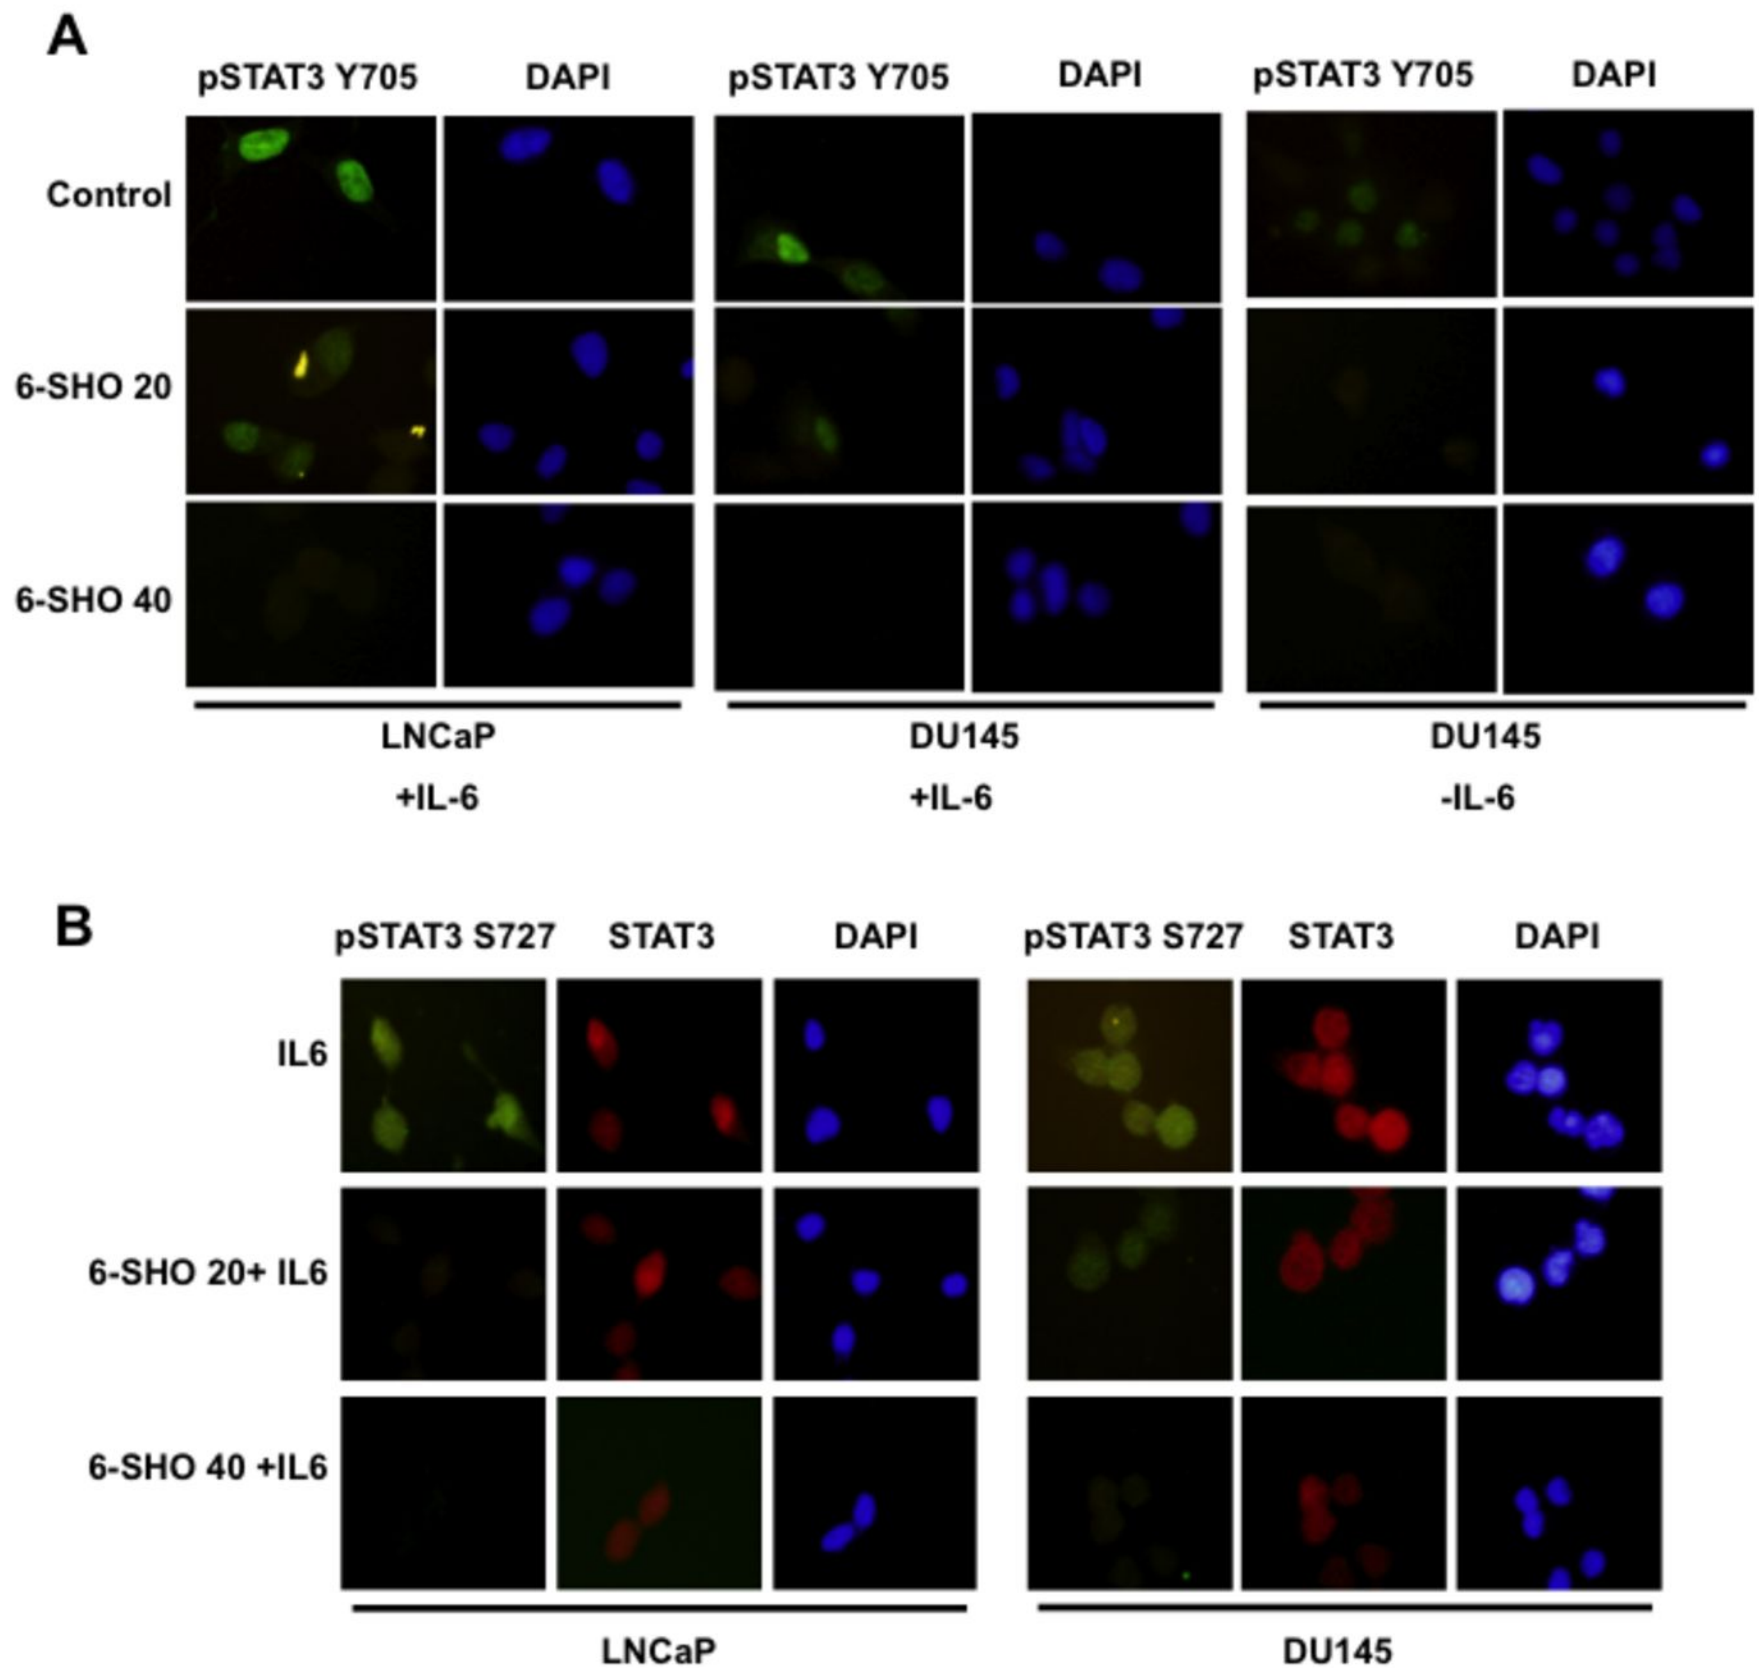 A
pSTAT3 Y705 DAPI pSTAT3 Y705 DAPI pSTAT3 Y705 DAPI
Control
6-SHO 20
6-SHO 40
LNCaP DU145 DU145
+IL-6 +IL-6 -IL-6
B
pSTAT3 S727 STAT3 DAPI pSTAT3 S727 STAT3 DAPI
IL6
6-SHO 20+ IL6
6-SHO 40 +IL6
LNCaP DU145